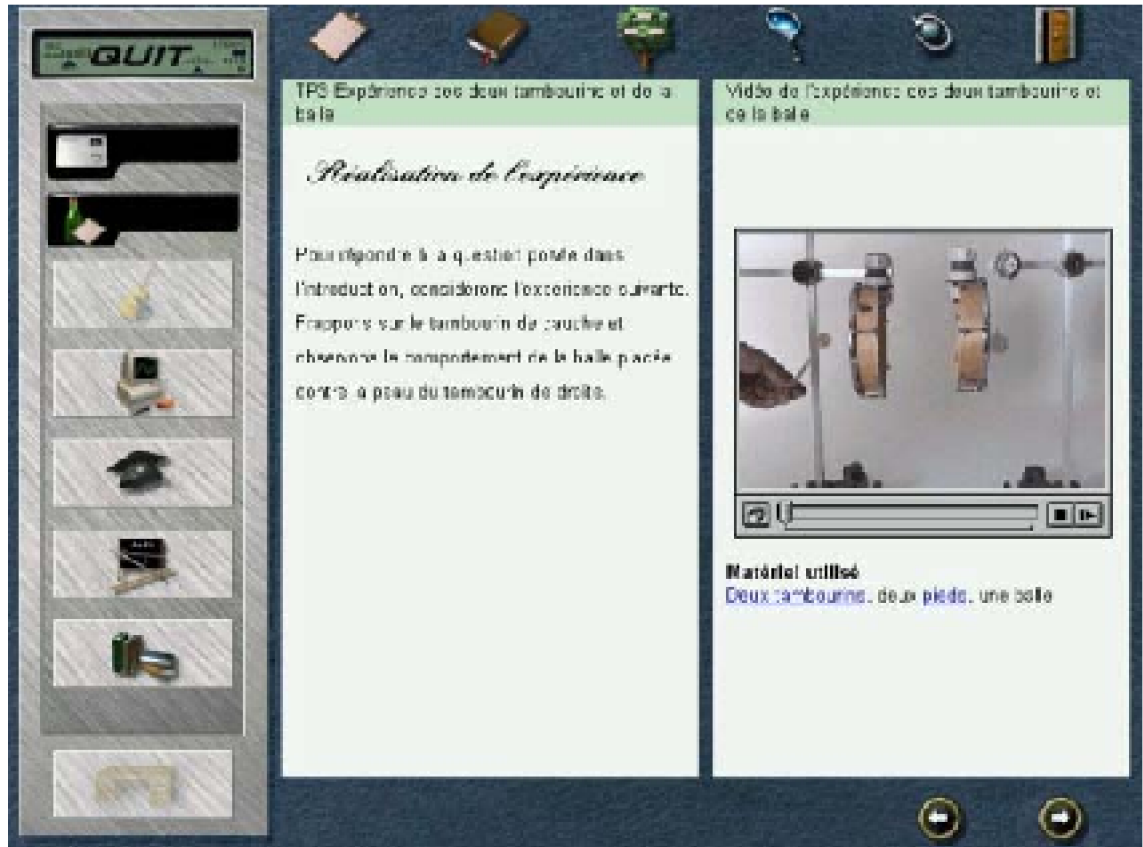 QUIT
TP3 Expérience des deux tambourins et de la
balle
Réalisation de l'expérience
Pour répondre à la question posée dans
l'introduction, considérons l'expérience suivante.
Frappons sur le tambourin de gauche et
observons le comportement de la balle placée
contre la peau du tambourin de droite.
Vidéo de l'expérience des deux tambourins et
de la balle
Matériel utilisé
Deux tambourins, deux pieds, une balle